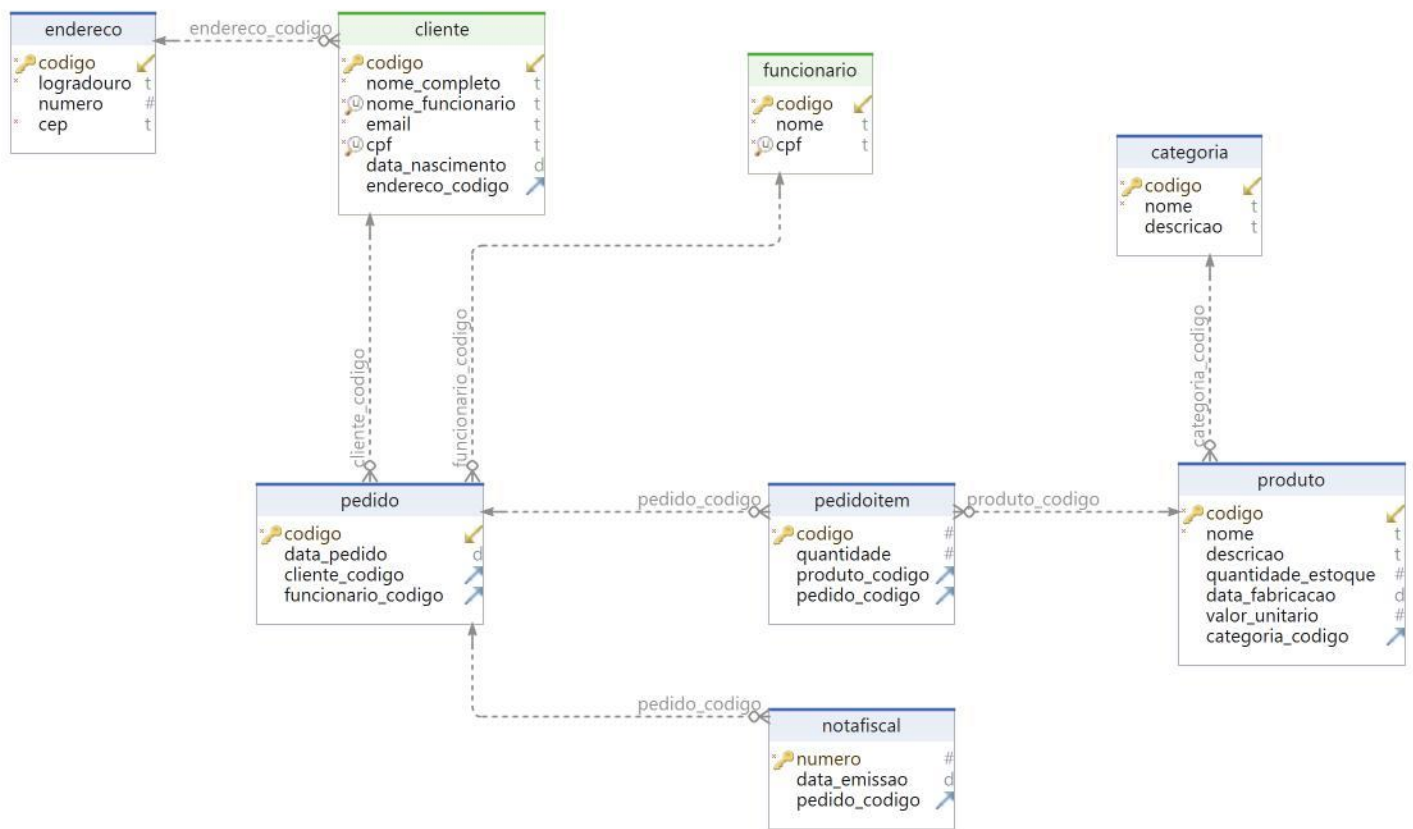 endereco
codigo
logradouro t
numero #
cep t
endereco_codigo
cliente
codigo
nome_completo t
u nome_funcionario t
email t
u cpf t
data_nascimento d
endereco_codigo
funcionario
codigo
nome t
u cpf t
categoria
codigo
nome t
descricao t
cliente_codigo
funcionario_codigo
categoria_codigo
pedido
codigo
data_pedido d
cliente_codigo
funcionario_codigo
pedido_codigo
pedidoitem
codigo #
quantidade #
produto_codigo
pedido_codigo
produto_codigo
produto
codigo
nome t
descricao t
quantidade_estoque #
data_fabricacao d
valor_unitario #
categoria_codigo
pedido_codigo
notafiscal
numero #
data_emissao d
pedido_codigo